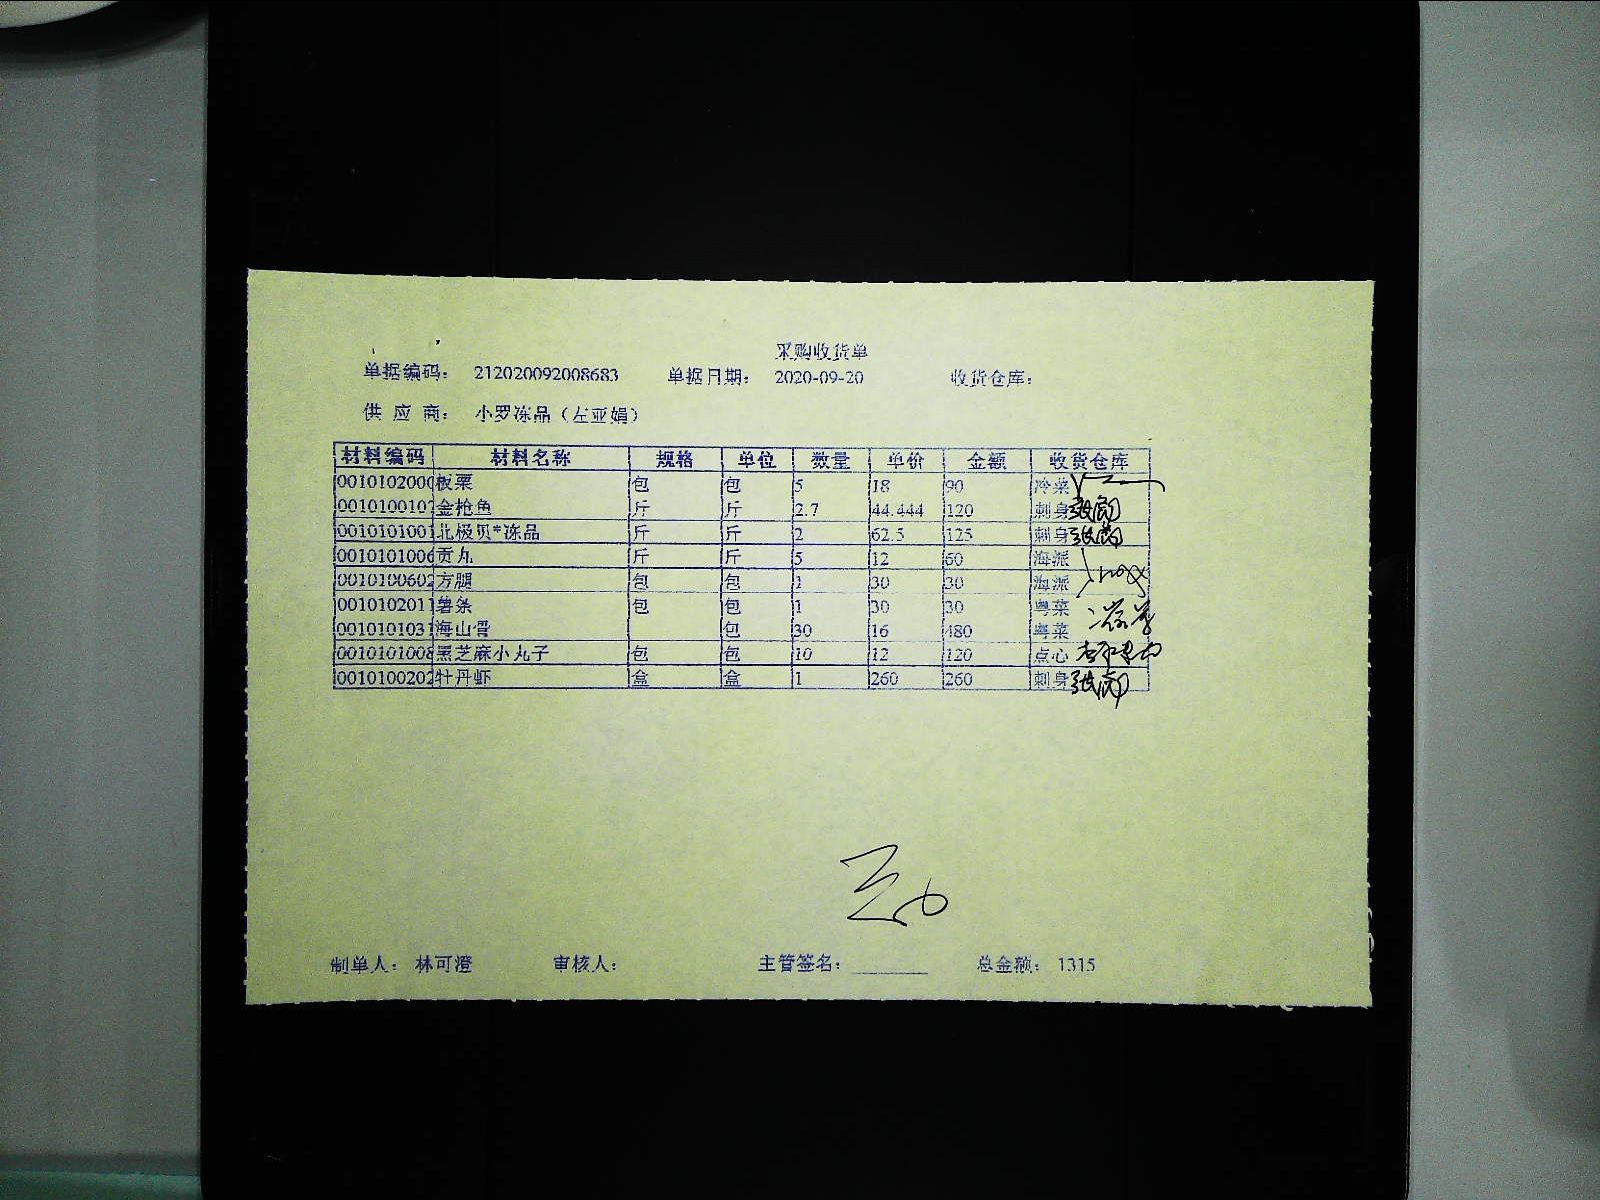 采购收货单
单据编码： 212020092008683 单据日期： 2020-09-20 收货仓库：
供 应 商： 小罗冻品（左亚娟）
材料编码 材料名称 规格 单位 数量 单价 金额 收货仓库
0010102000 板栗 包 包 5 18 90 冷菜
001010010 金枪鱼 斤 斤 2.7 44.444 120 刺身
0010101001 北极贝*冻品 斤 斤 2 62.5 125 刺身
0010101006 贡丸 斤 斤 5 12 60 海派
0010100602 方腿 包 包 1 30 30 海派
0010102011 薯条 包 包 1 30 30 粤菜
0010101031 海山骨 包 30 16 480 粤菜
0010101008 黑芝麻小丸子 包 包 10 12 120 点心
0010100202 牡丹虾 盒 盒 1 260 260 刺身
制单人： 林可澄 审核人： 主管签名： 总金额： 1315